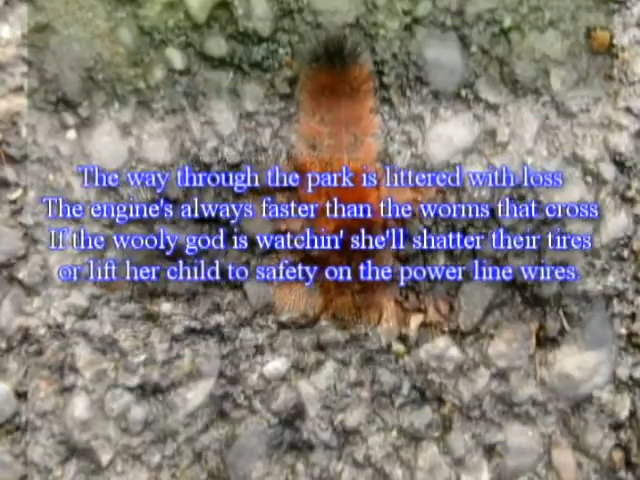 The way through the park is littered with loss
The engine's always faster than the worms that cross
If the wooly god is watchin' she'll shatter their tires
or lift her child to safety on the power line wires.